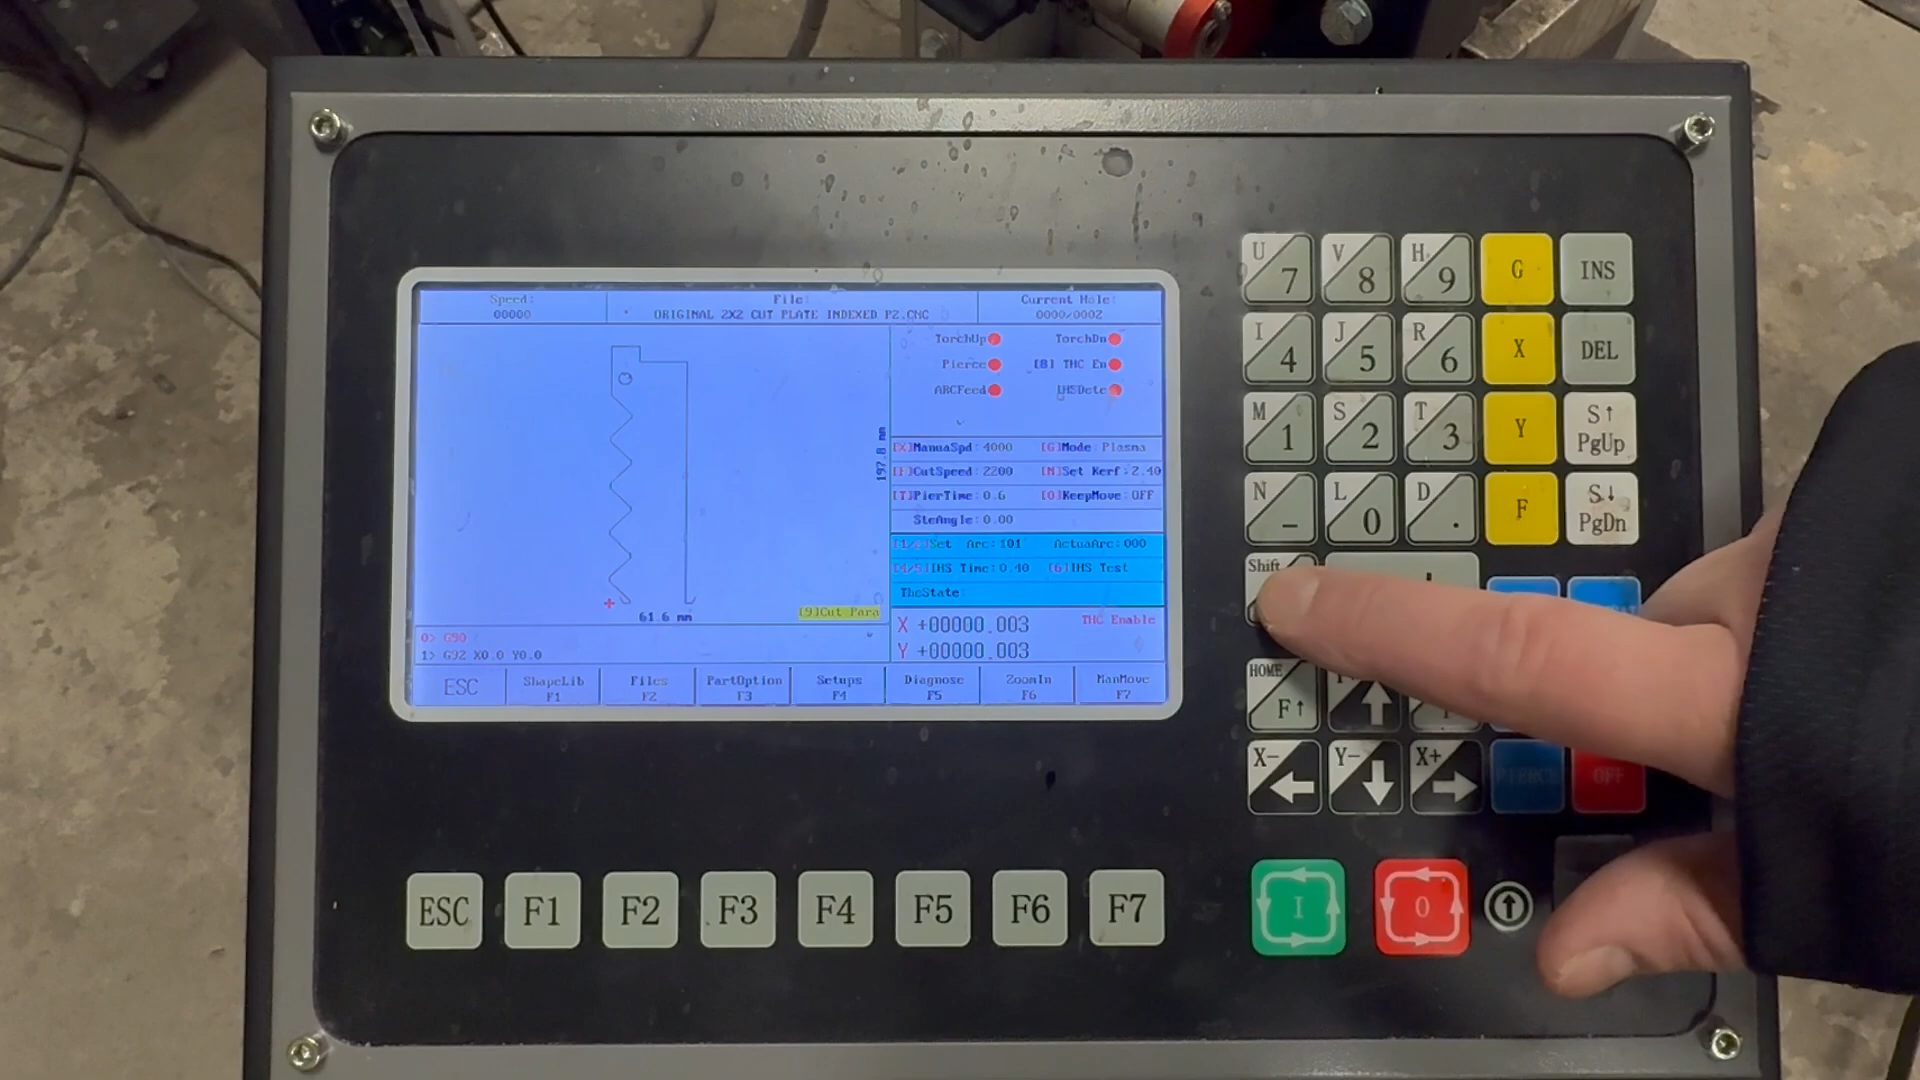 Speed:
00000
File:
ORIGINAL 2X2 CUT PLATE INDEXED P2.CNC
Current Hole:
0000/0002
TorchUp
TorchDn
Pierce
[8] THC En
ARCFeed
IHSDete
197.8 mm
61.6 mm
[9]Cut Para
[X]ManuaSpd: 4000
[G]Mode: Plasma
[F]CutSpeed: 2200
[N]Set Kerf: 2.40
[T]PierTime: 0.6
[O]KeepMove: OFF
SteAngle: 0.00
Set Arc: 101
ActuaArc: 000
[4/5]IHS Time: 0.40
[6]IHS Test
ThcState:
X +00000.003
THC Enable
Y +00000.003
0> G90
1> G92 X0.0 Y0.0
ESC
ShapeLib
F1
Files
F2
PartOption
F3
Setups
F4
Diagnose
F5
ZoomIn
F6
ManMove
F7
U 7
V 8
H 9
G
INS
I 4
J 5
R 6
X
DEL
M 1
S 2
T 3
Y
S↑
PgUp
N -
L 0
D .
F
S↓
PgDn
Shift
HOME
F↑
X-
Y-
X+
PIERCE
OFF
ESC
F1
F2
F3
F4
F5
F6
F7
I
O